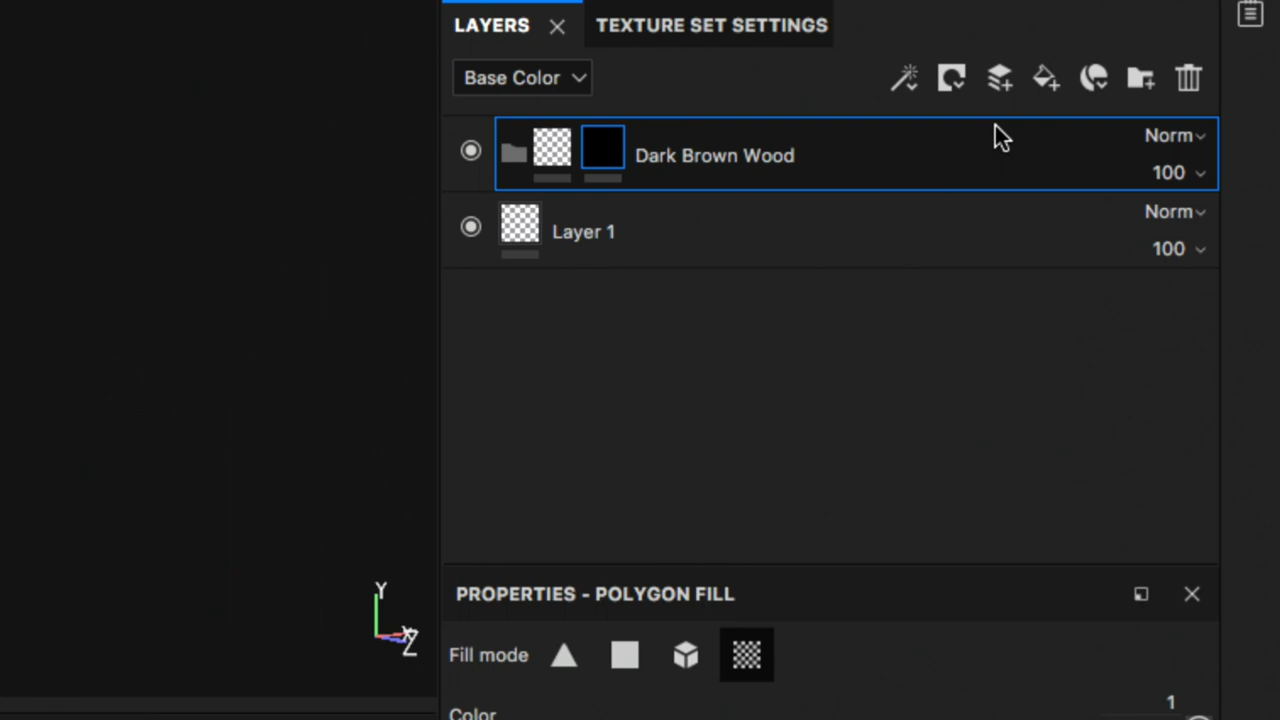 LAYERS
TEXTURE SET SETTINGS
Base Color
Dark Brown Wood
Norm
100
Layer 1
Norm
100
Y
X
Z
PROPERTIES - POLYGON FILL
Fill mode
Color
1